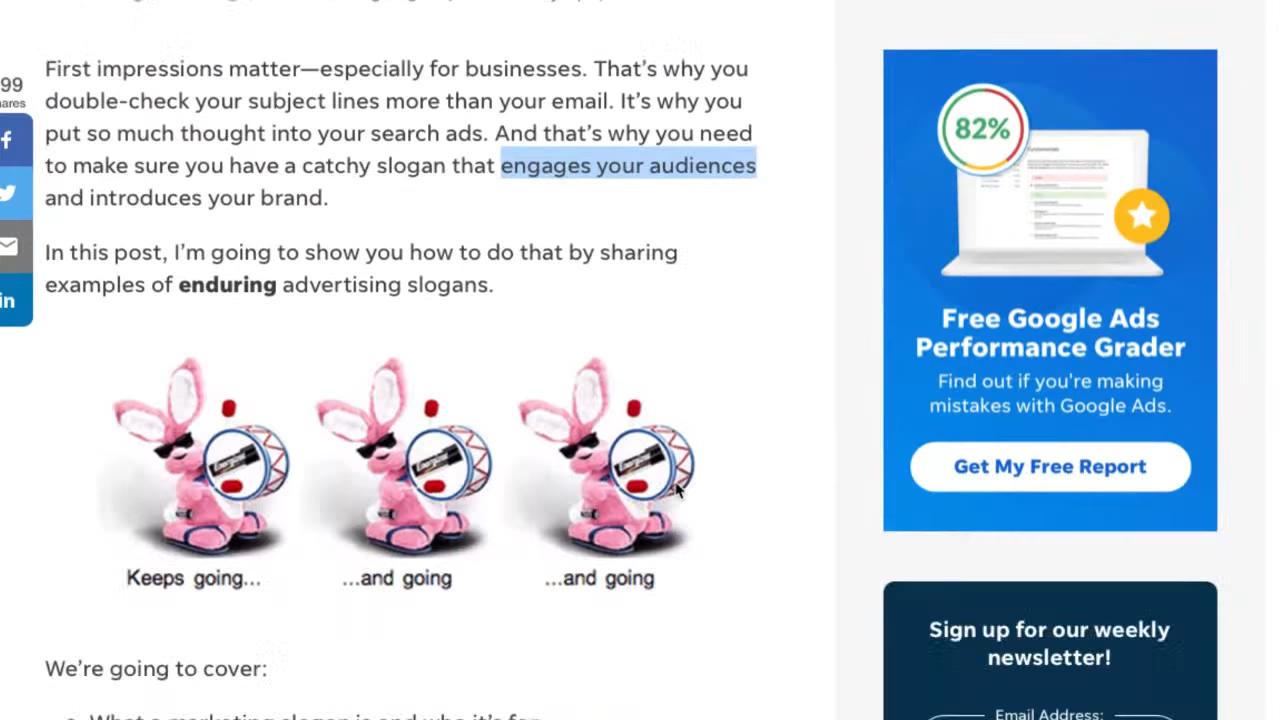 First impressions matter—especially for businesses. That’s why you
double-check your subject lines more than your email. It’s why you
put so much thought into your search ads. And that’s why you need
to make sure you have a catchy slogan that engages your audiences
and introduces your brand.
In this post, I’m going to show you how to do that by sharing
examples of enduring advertising slogans.
Energizer
Energizer
Energizer
Keeps going...
...and going
...and going
We’re going to cover:
99
in
82%
Free Google Ads
Performance Grader
Find out if you're making
mistakes with Google Ads.
Get My Free Report
Sign up for our weekly
newsletter!
Email Address: